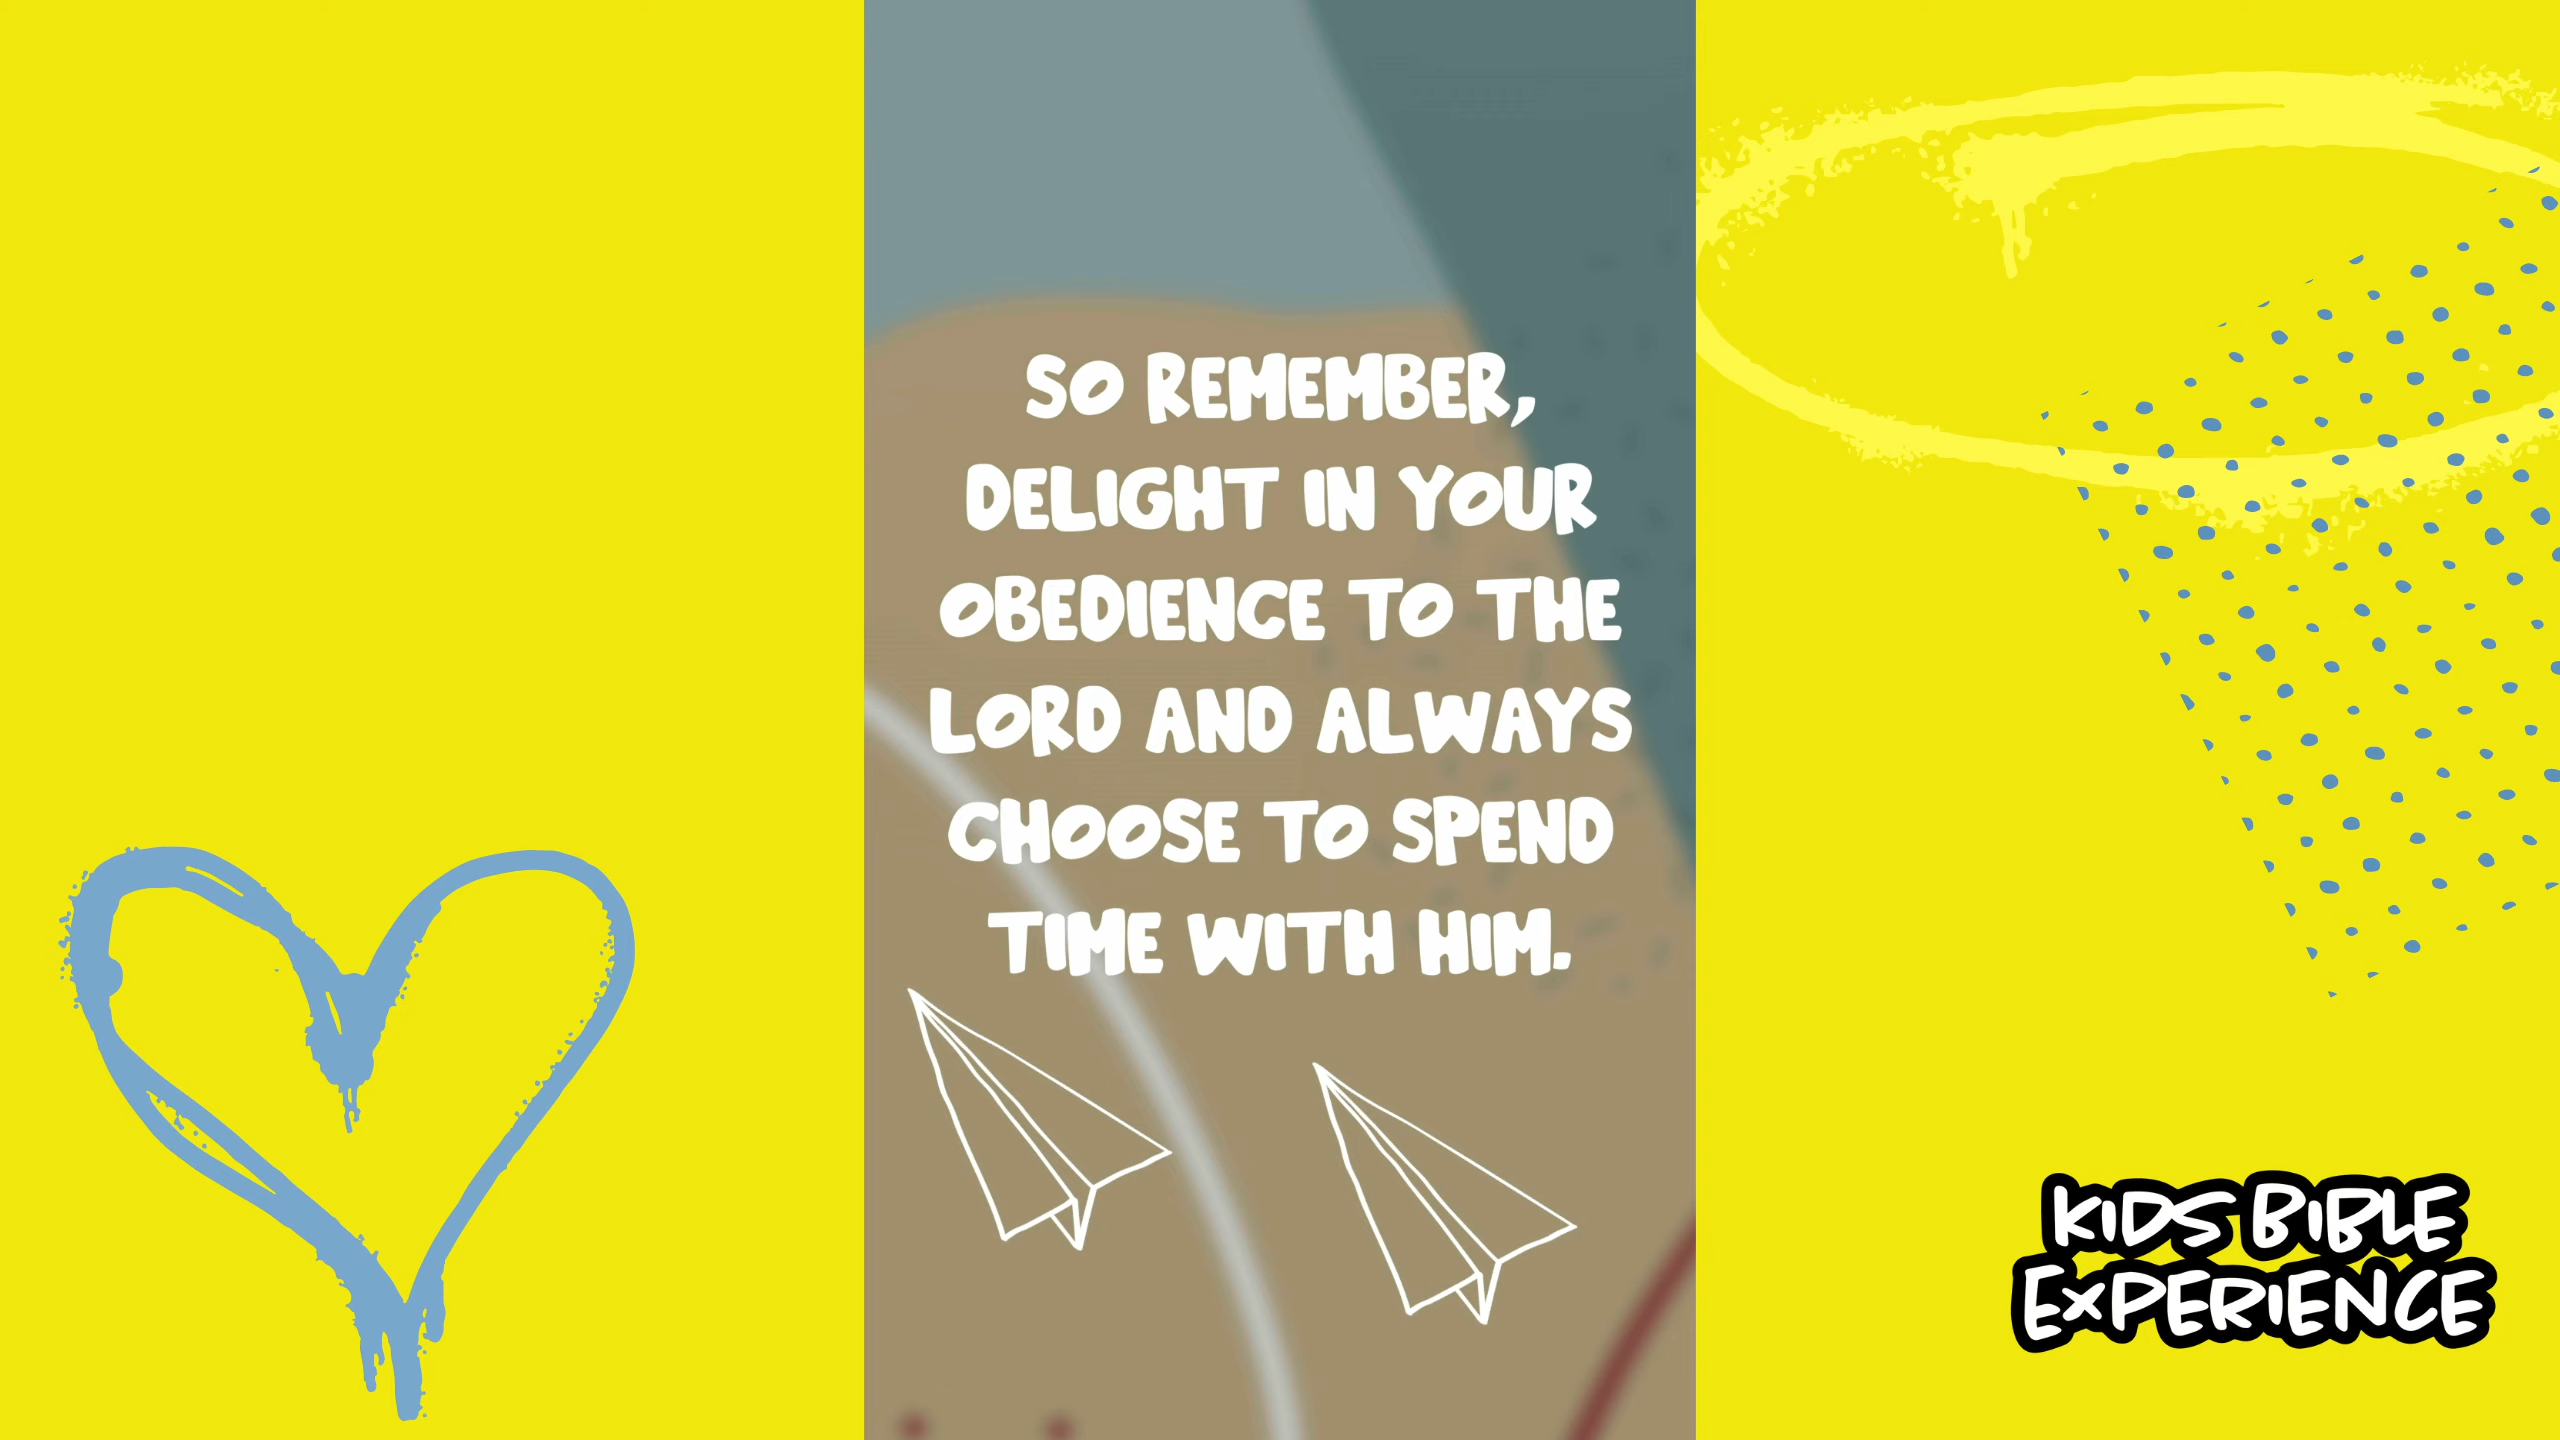 SO REMEMBER,
DELIGHT IN YOUR
OBEDIENCE TO THE
LORD AND ALWAYS
CHOOSE TO SPEND
TIME WITH HIM.
KIDS BIBLE
EXPERIENCE